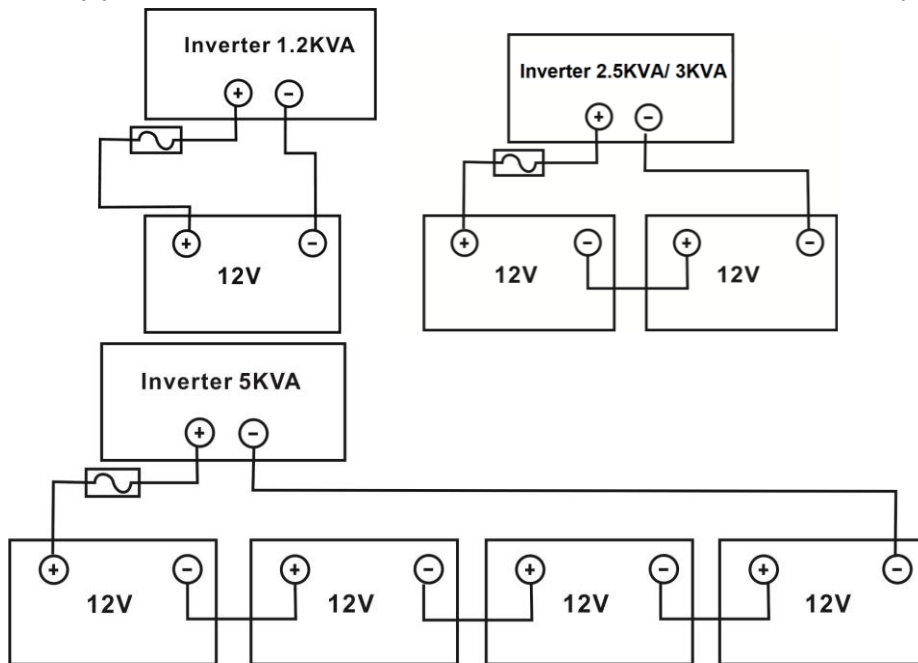 Inverter 1.2KVA
+ −
+ −
12V
Inverter 2.5KVA/ 3KVA
+ −
+ − + −
12V 12V
Inverter 5KVA
+ −
+ − + − + − + −
12V 12V 12V 12V